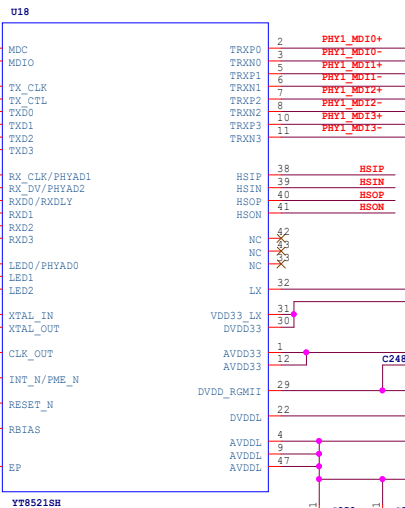 U18
MDC TRXP0 2 PHY1_MDI0+
MDIO TRXN0 3 PHY1_MDI0-
TRXP1 5 PHY1_MDI1+
TX_CLK TRXN1 6 PHY1_MDI1-
TX_CTL TRXP2 7 PHY1_MDI2+
TXD0 TRXN2 8 PHY1_MDI2-
TXD1 TRXP3 10 PHY1_MDI3+
TXD2 TRXN3 11 PHY1_MDI3-
TXD3
RX_CLK/PHYAD1 HSIP 38 HSIP
RX_DV/PHYAD2 HSIN 39 HSIN
RXD0/RXDLY HSOP 40 HSOP
RXD1 HSON 41 HSON
RXD2
RXD3 NC 42
NC 43
LED0/PHYAD0 NC 33
LED1
LED2 LX 32
XTAL_IN VDD33_LX 31
XTAL_OUT DVDD33 30
CLK_OUT AVDD33 1
AVDD33 12 C248
INT_N/PME_N
DVDD_RGMII 29
RESET_N
DVDDL 22
RBIAS
AVDDL 4
AVDDL 9
EP AVDDL 47
YT8521SH